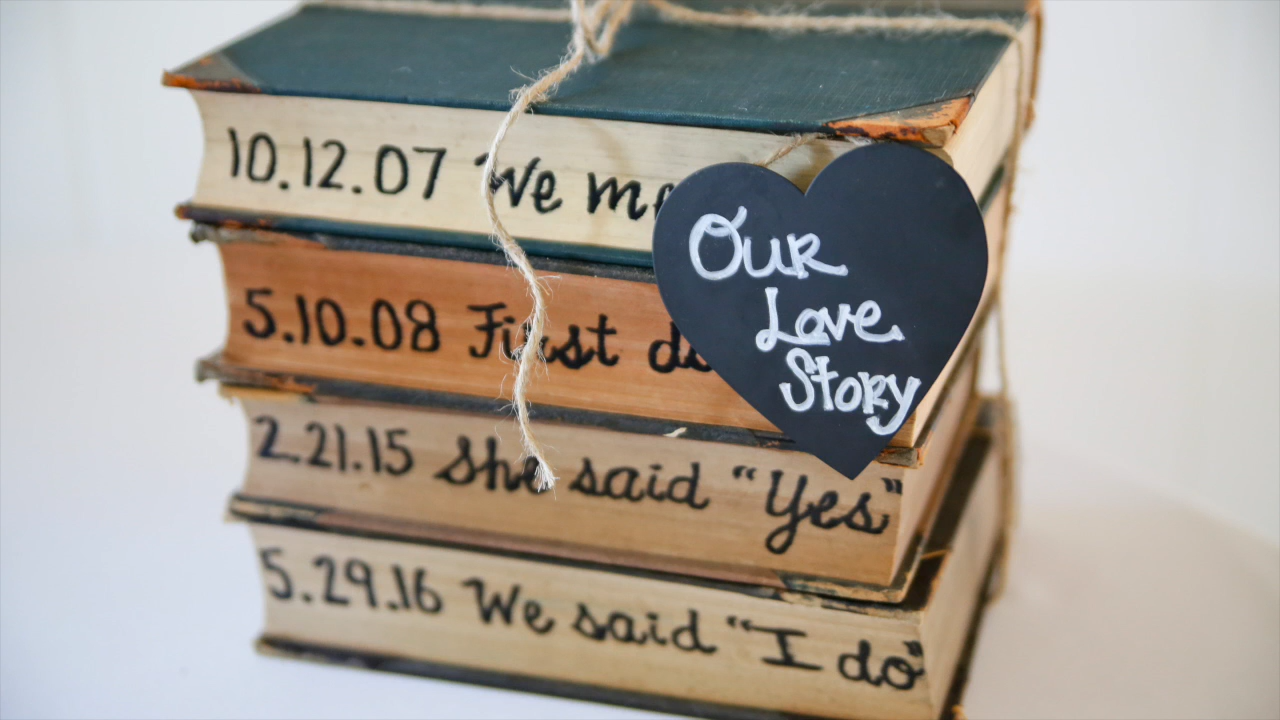 10.12.07 We
5.10.08 First
2.21.15 She said "Yes"
5.29.16 We said "I do"
Our
Love
Story